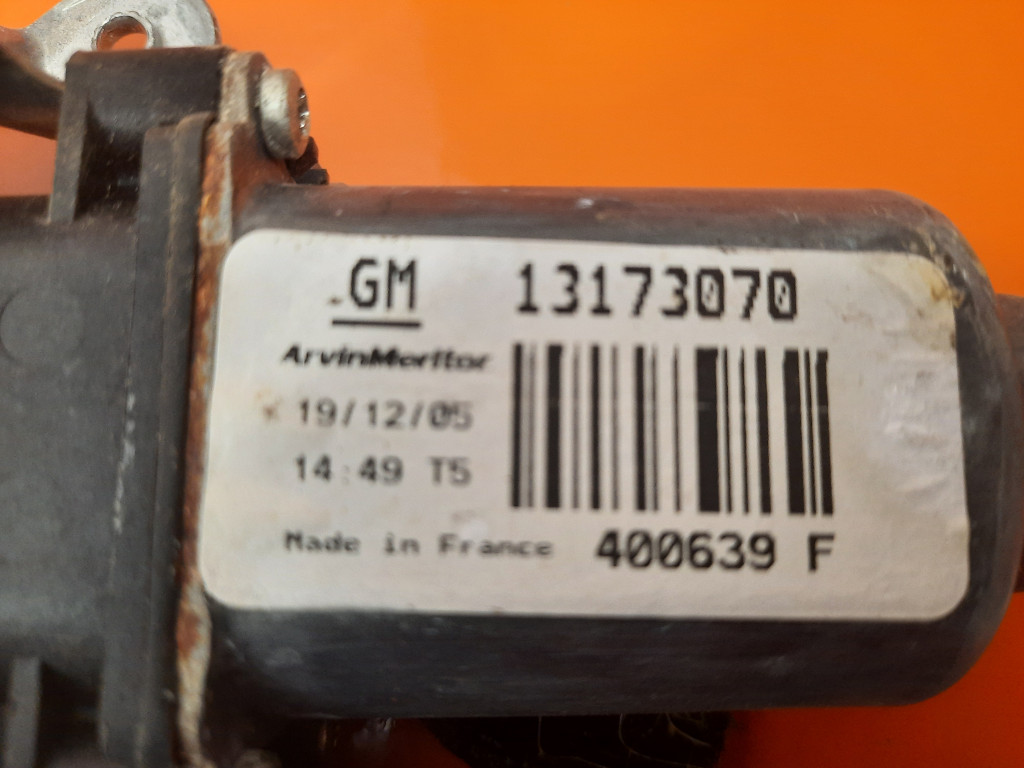 GM 13173070
ArvinMeritor
19/12/05
14:49 T5
Made in France 400639 F